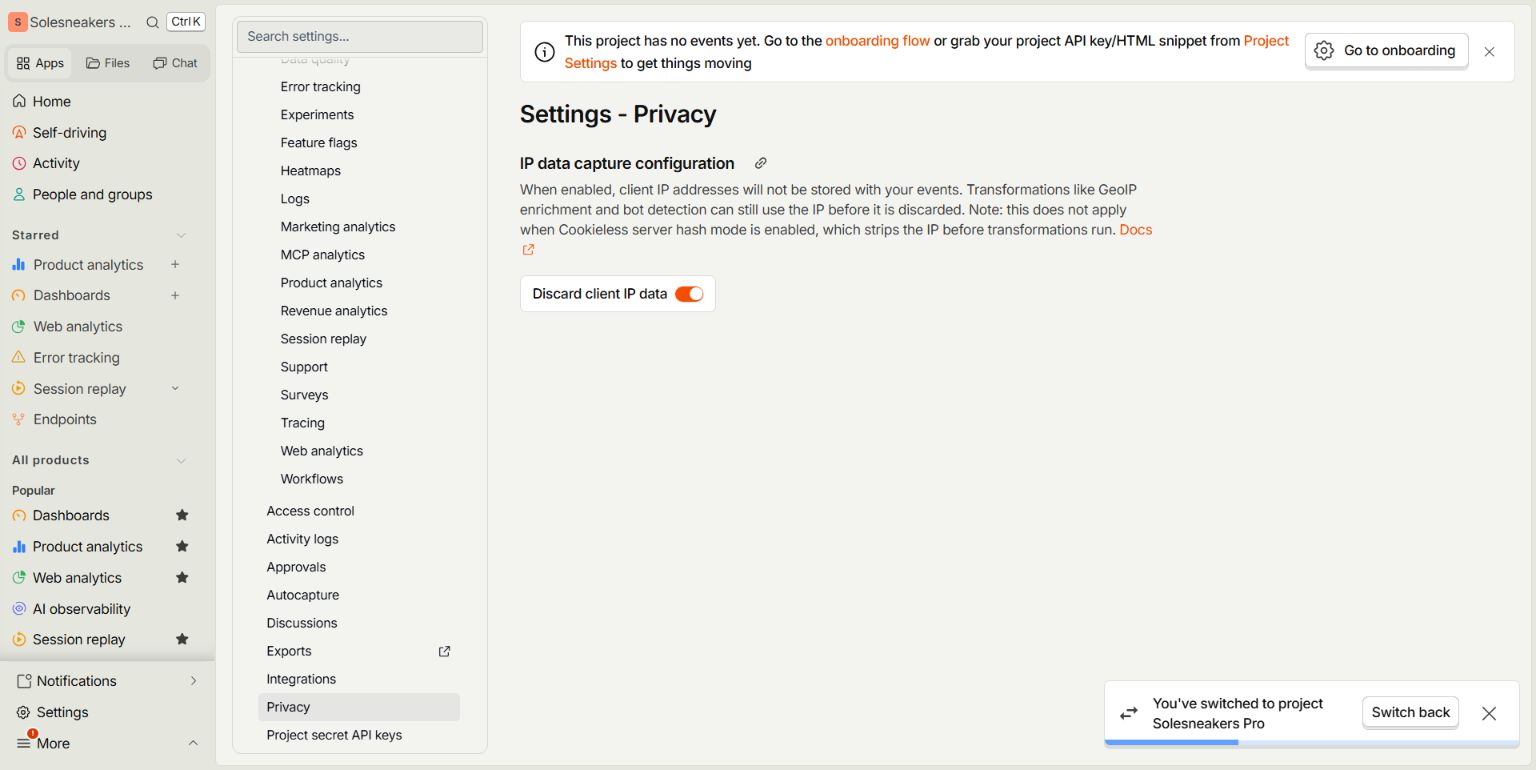 S Solesneakers ... Ctrl K
Apps Files Chat
Home
Self-driving
Activity
People and groups
Starred
Product analytics +
Dashboards +
Web analytics
Error tracking
Session replay
Endpoints
All products
Popular
Dashboards
Product analytics
Web analytics
AI observability
Session replay
Notifications
Settings
!
More
Search settings...
Data quality
Error tracking
Experiments
Feature flags
Heatmaps
Logs
Marketing analytics
MCP analytics
Product analytics
Revenue analytics
Session replay
Support
Surveys
Tracing
Web analytics
Workflows
Access control
Activity logs
Approvals
Autocapture
Discussions
Exports
Integrations
Privacy
Project secret API keys
This project has no events yet. Go to the onboarding flow or grab your project API key/HTML snippet from Project
Settings to get things moving
Go to onboarding
Settings - Privacy
IP data capture configuration
When enabled, client IP addresses will not be stored with your events. Transformations like GeoIP
enrichment and bot detection can still use the IP before it is discarded. Note: this does not apply
when Cookieless server hash mode is enabled, which strips the IP before transformations run. Docs
Discard client IP data
You've switched to project
Solesneakers Pro
Switch back